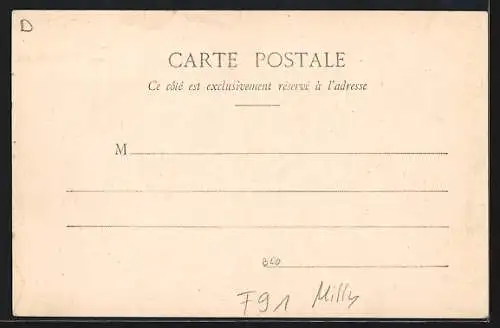 D
CARTE POSTALE
Ce côté est exclusivement réservé à l'adresse
M
F91 Milly